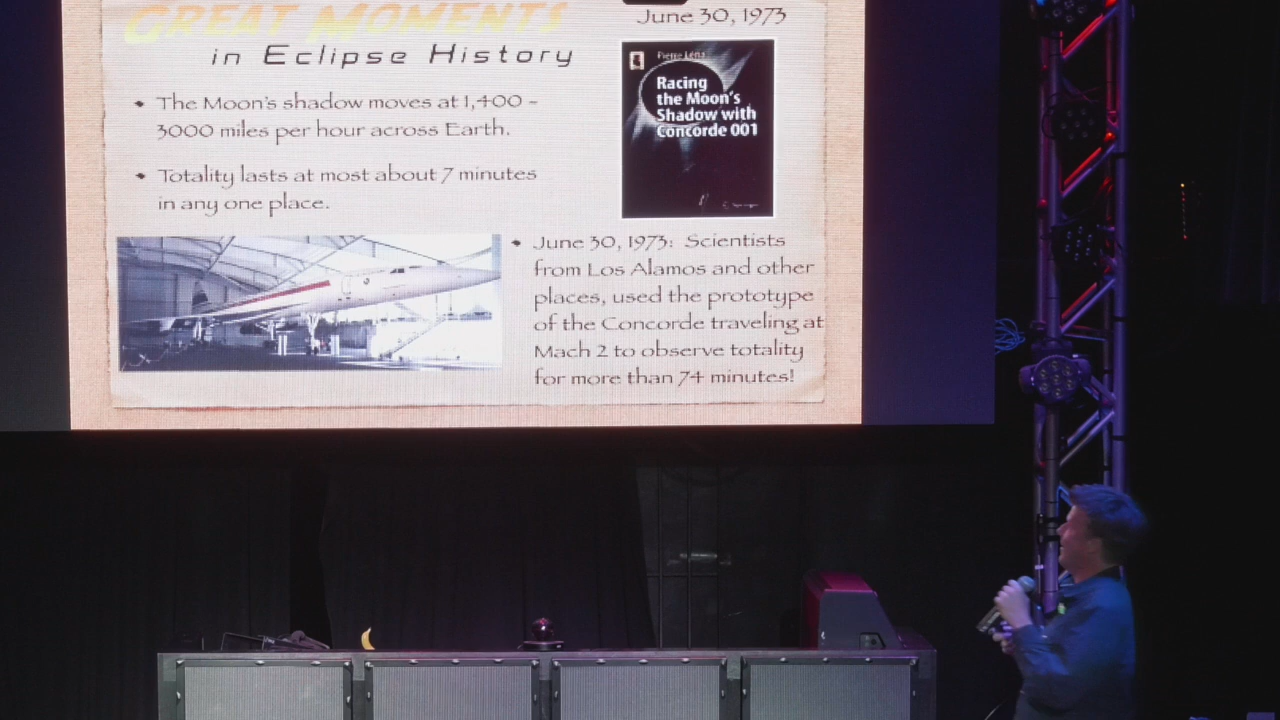 GREAT MOMENTS
in Eclipse History
June 30, 1973
• The Moon's shadow moves at 1,400 -
3000 miles per hour across Earth.
• Totality lasts at most about 7 minutes
in any one place.
Pierre Léna
Racing
the Moon's
Shadow with
Concorde 001
• June 30, 1973: Scientists
from Los Alamos and other
places, used the prototype
of the Concorde traveling at
Mach 2 to observe totality
for more than 74 minutes!